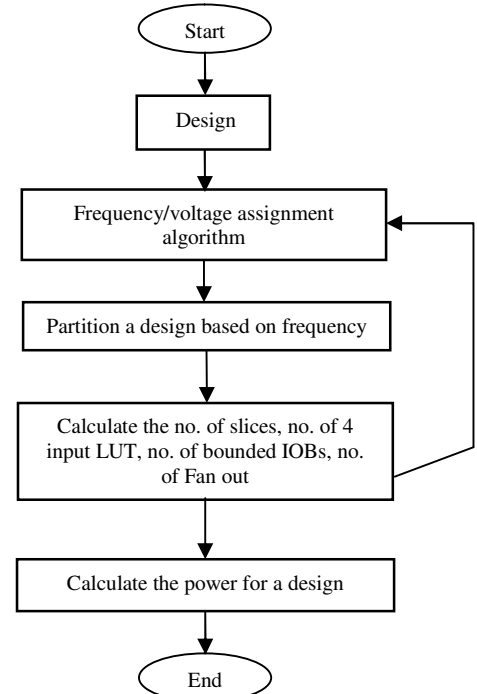 Start
Design
Frequency/voltage assignment
algorithm
Partition a design based on frequency
Calculate the no. of slices, no. of 4
input LUT, no. of bounded IOBs, no.
of Fan out
Calculate the power for a design
End